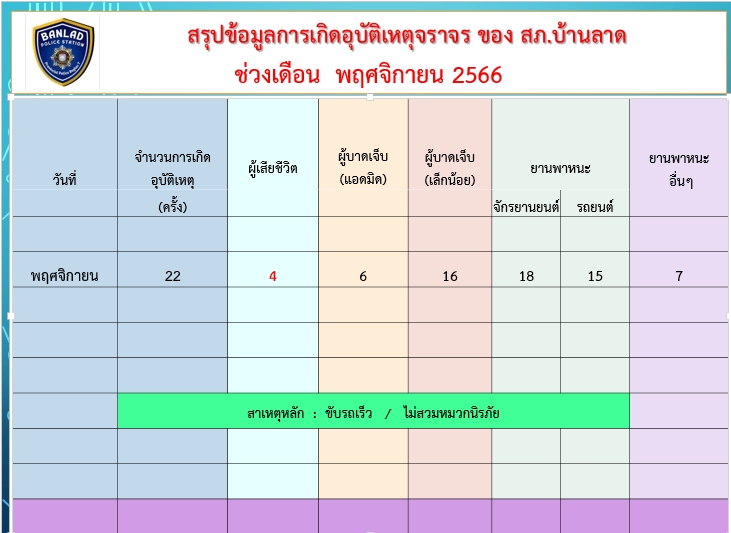 BANLAD
POLICE STATION
สรุปข้อมูลการเกิดอุบัติเหตุจราจร ของ สภ.บ้านลาด
ช่วงเดือน พฤศจิกายน 2566
วันที่
จำนวนการเกิด
อุบัติเหตุ
(ครั้ง)
ผู้เสียชีวิต
ผู้บาดเจ็บ
(แอดมิด)
ผู้บาดเจ็บ
(เล็กน้อย)
ยานพาหนะ
จักรยานยนต์
รถยนต์
ยานพาหนะ
อื่นๆ
พฤศจิกายน 22 4 6 16 18 15 7
สาเหตุหลัก : ขับรถเร็ว / ไม่สวมหมวกนิรภัย